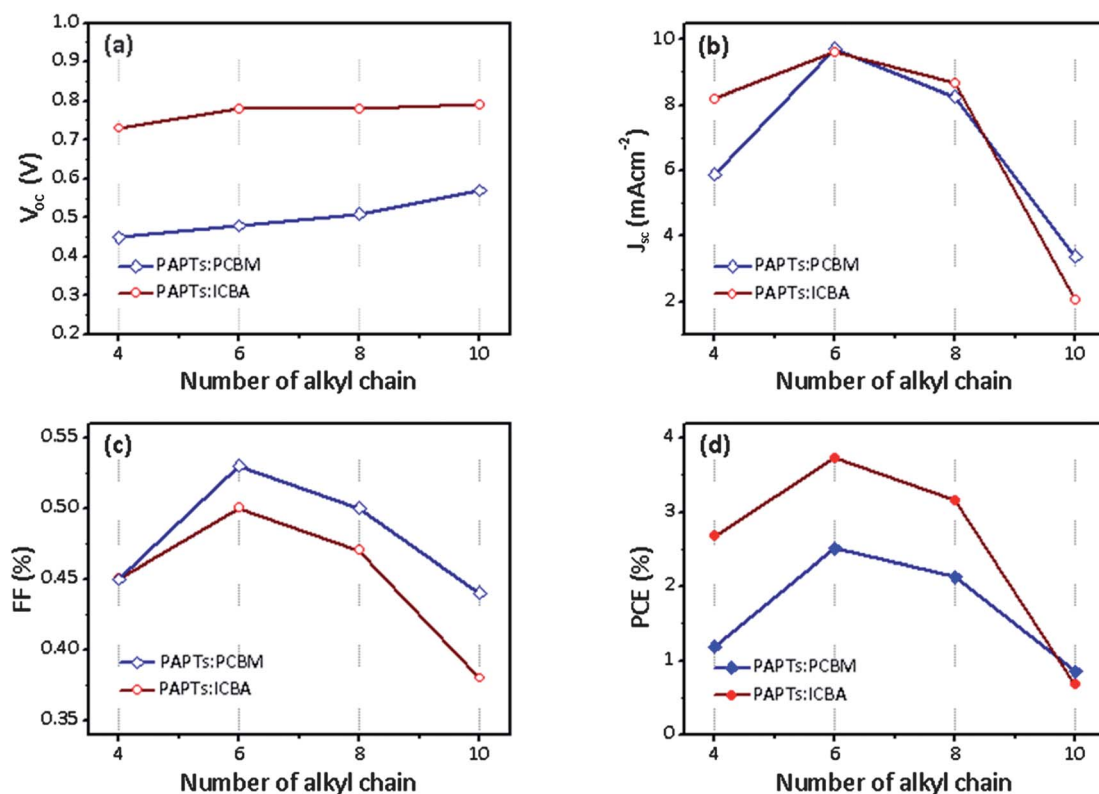 (a)
1.0
0.9
0.8
0.7
0.6
0.5
0.4
0.3
0.2
V_oc (V)
PAPTs:PCBM
PAPTs:ICBA
4 6 8 10
Number of alkyl chain
(b)
10
8
6
4
2
J_sc (mAcm⁻²)
PAPTs:PCBM
PAPTs:ICBA
4 6 8 10
Number of alkyl chain
(c)
0.55
0.50
0.45
0.40
0.35
FF (%)
PAPTs:PCBM
PAPTs:ICBA
4 6 8 10
Number of alkyl chain
(d)
4
3
2
1
0
PCE (%)
PAPTs:PCBM
PAPTs:ICBA
4 6 8 10
Number of alkyl chain